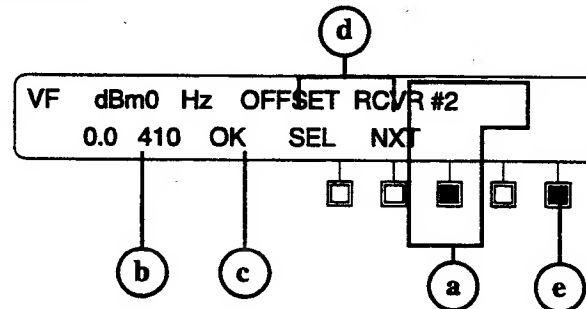 d
VF dBm0 Hz OFFSET RCVR #2
0.0 410 OK SEL NXT
b c a e